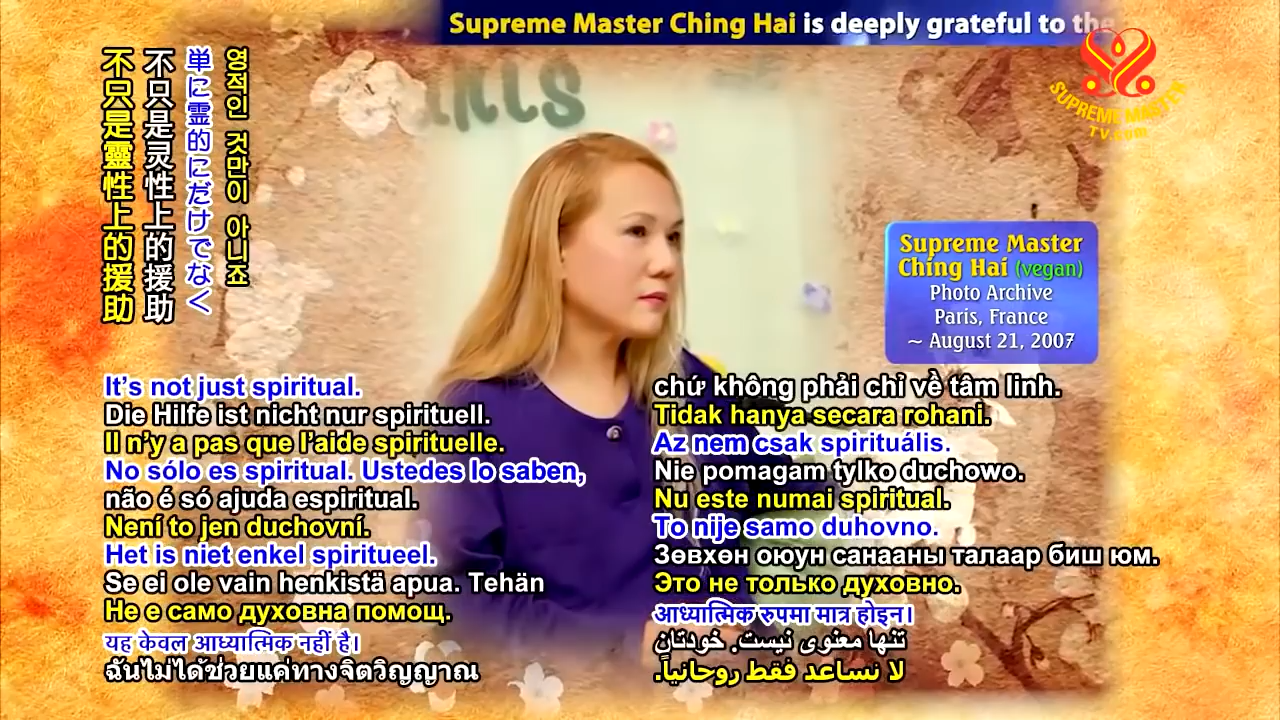 Supreme Master Ching Hai is deeply grateful to the
SUPREME MASTER
TV.com
영적인 것만이 아니죠
単に霊的にだけでなく
不只是灵性上的援助
不只是靈性上的援助
Supreme Master
Ching Hai (vegan)
Photo Archive
Paris, France
~ August 21, 2007
It's not just spiritual.
Die Hilfe ist nicht nur spirituell.
Il n'y a pas que l'aide spirituelle.
No sólo es spiritual. Ustedes lo saben,
não é só ajuda espiritual.
Není to jen duchovní.
Het is niet enkel spiritueel.
Se ei ole vain henkistä apua. Tehän
Не е само духовна помощ.
यह केवल आध्यात्मिक नहीं है।
ฉันไม่ได้ช่วยแค่ทางจิตวิญญาณ
chứ không phải chỉ về tâm linh.
Tidak hanya secara rohani.
Az nem csak spirituális.
Nie pomagam tylko duchowo.
Nu este numai spiritual.
To nije samo duhovno.
Зөвхөн оюун санааны талаар биш юм.
Это не только духовно.
आध्यात्मिक रुपमा मात्र होइन।
تنها معنوی نیست. خودتان
لا نساعد فقط روحانياً.